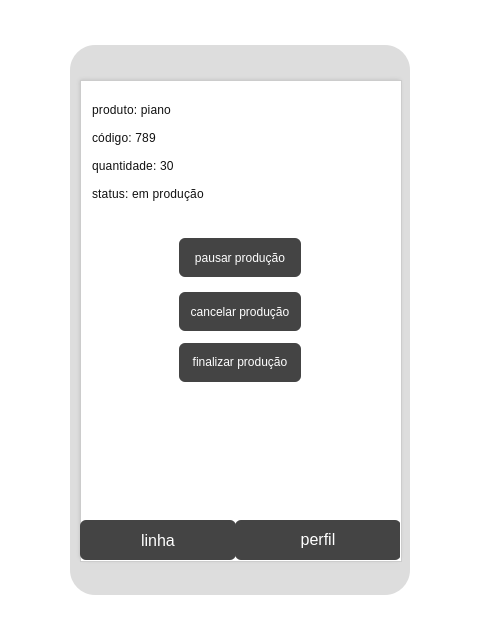 produto: piano
código: 789
quantidade: 30
status: em produção
pausar produção
cancelar produção
finalizar produção
linha
perfil